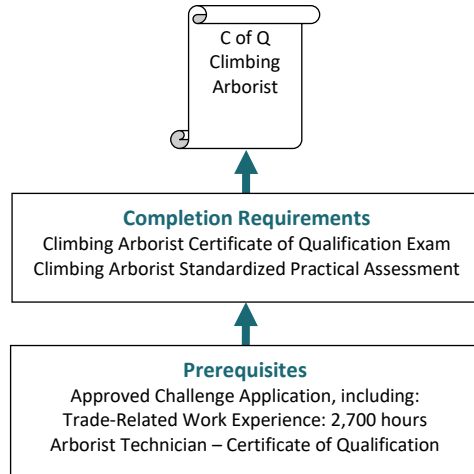 C of Q
Climbing
Arborist
Completion Requirements
Climbing Arborist Certificate of Qualification Exam
Climbing Arborist Standardized Practical Assessment
Prerequisites
Approved Challenge Application, including:
Trade-Related Work Experience: 2,700 hours
Arborist Technician – Certificate of Qualification